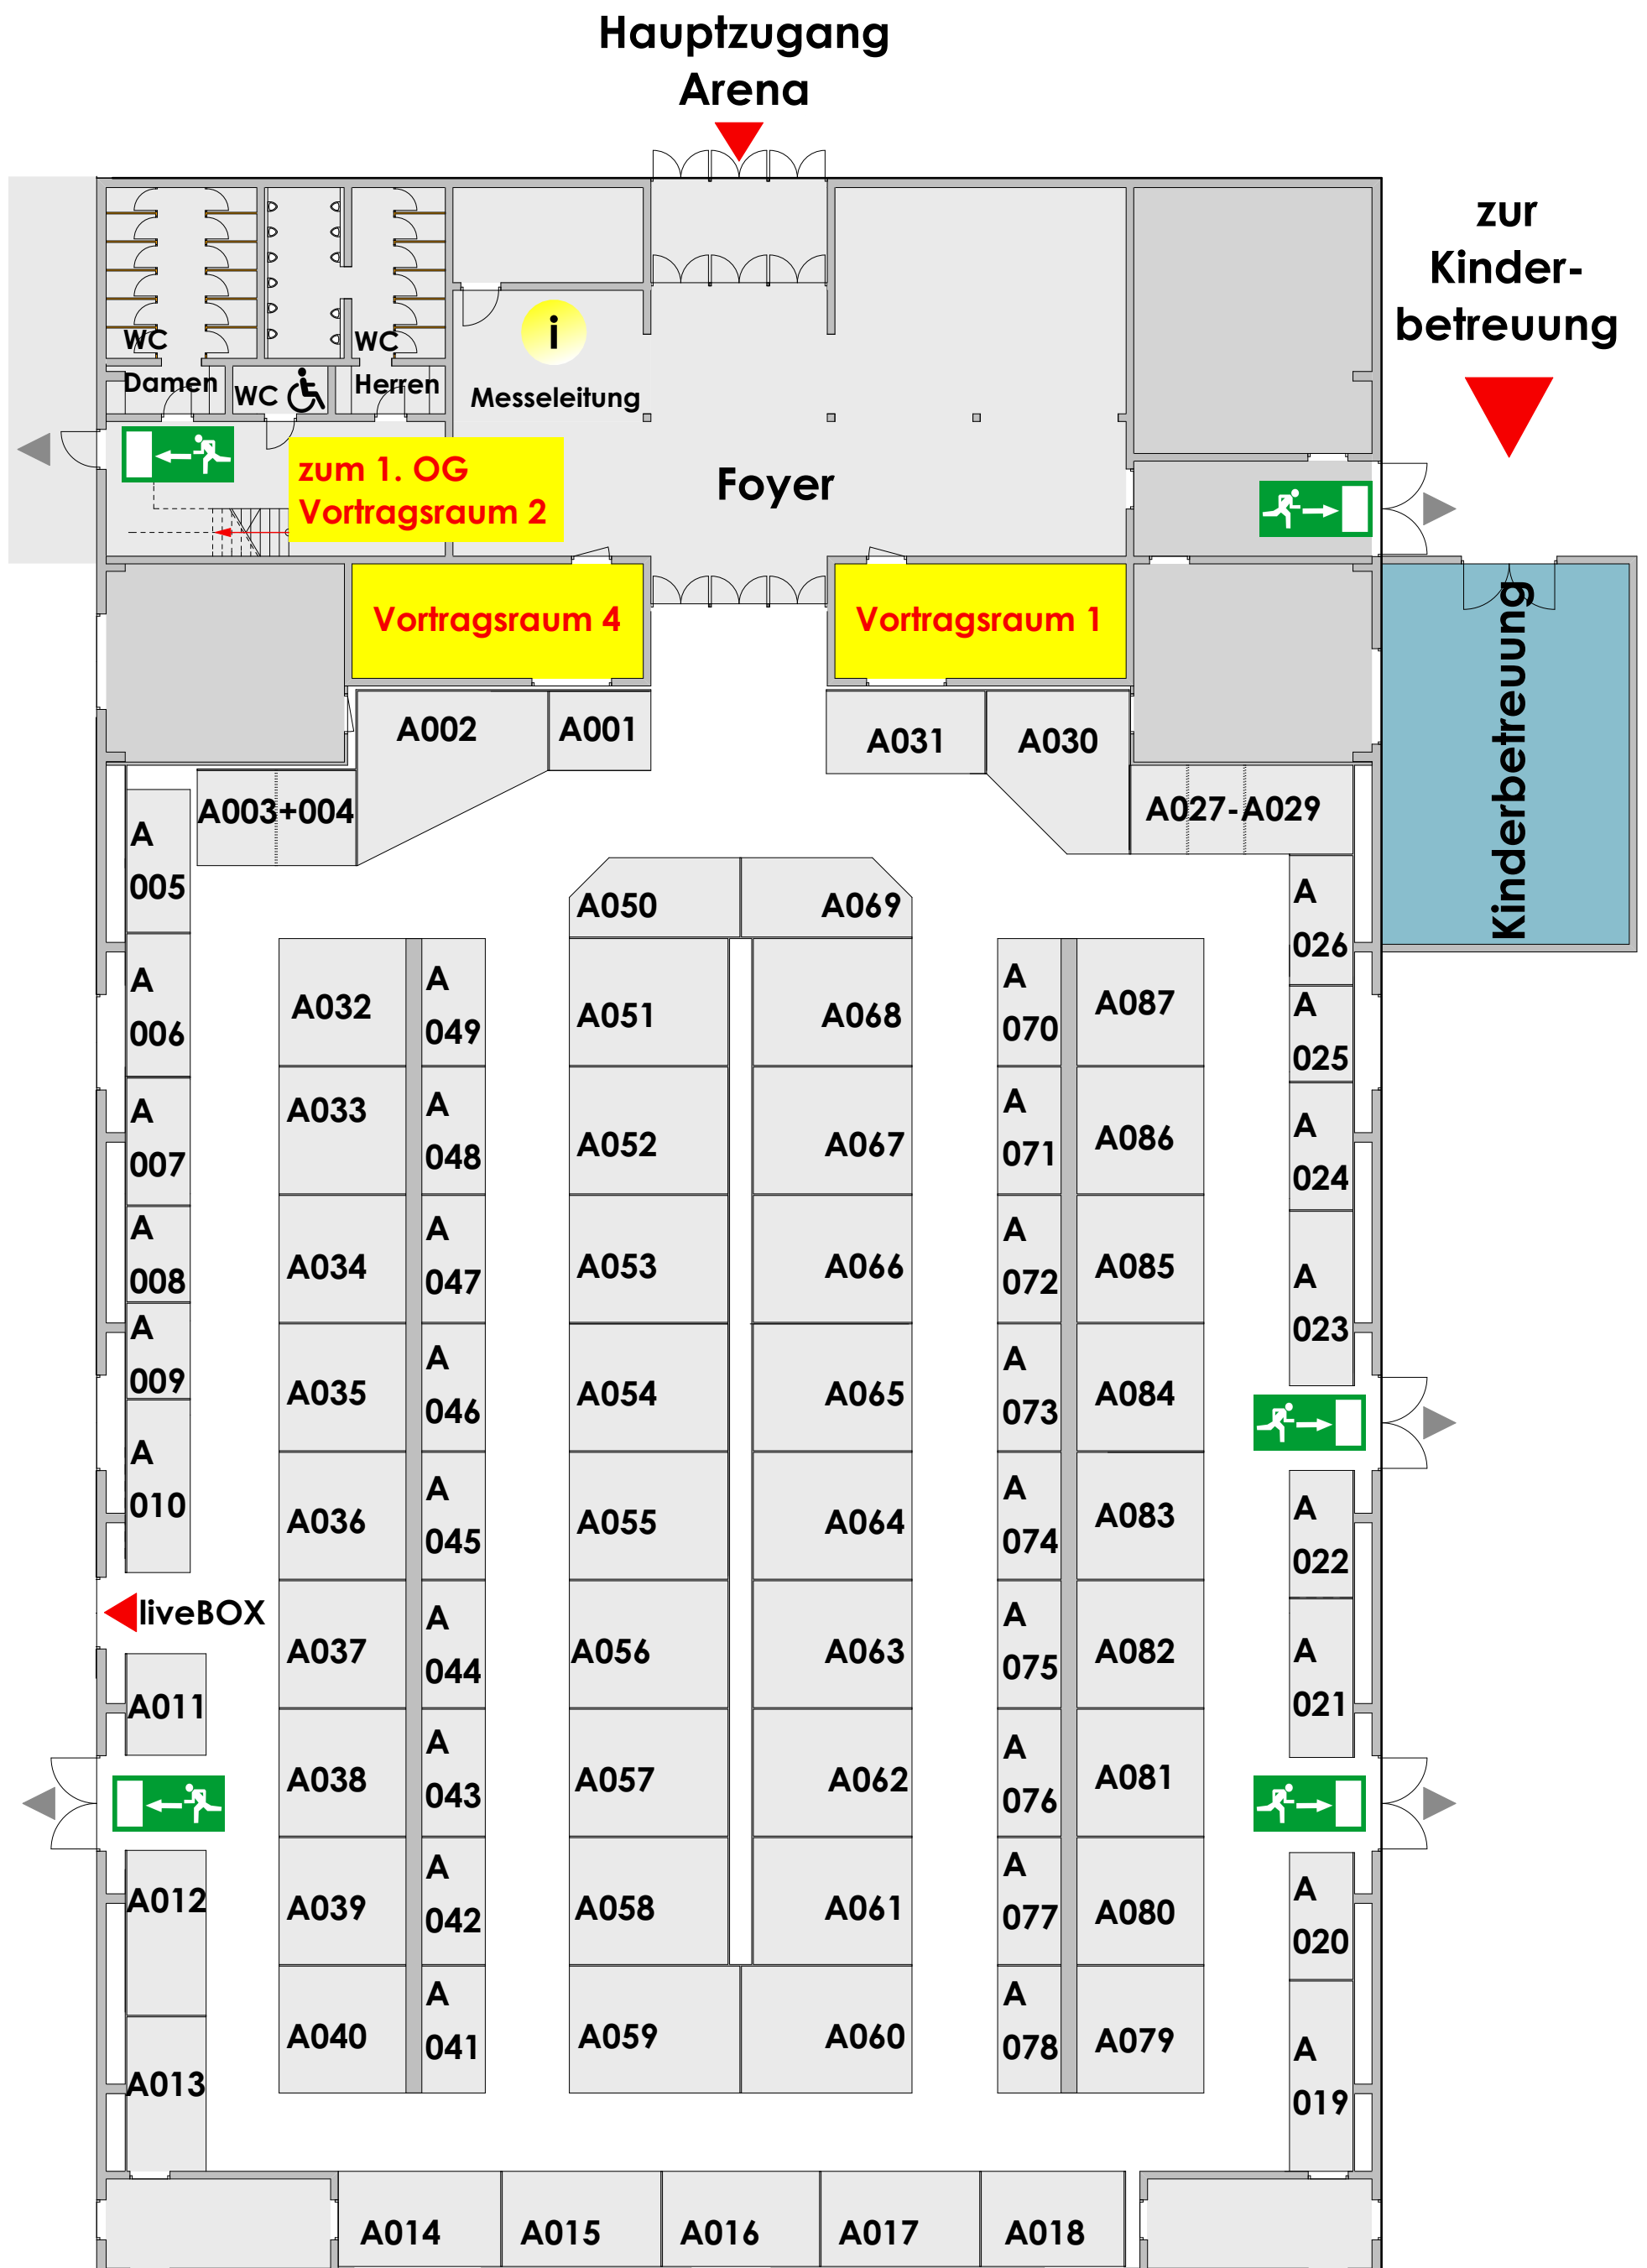 Hauptzugang
Arena
zur
Kinder-
betreuung
WC
Damen
WC
WC
Herren
i
Messeleitung
zum 1. OG
Vortragsraum 2
Foyer
Vortragsraum 4
Vortragsraum 1
Kinderbetreuung
A002
A001
A031
A030
A003+004
A027-A029
A
005
A
006
A
007
A
008
A
009
A
010
liveBOX
A011
A012
A013
A032
A033
A034
A035
A036
A037
A038
A039
A040
A
049
A
048
A
047
A
046
A
045
A
044
A
043
A
042
A
041
A050
A051
A052
A053
A054
A055
A056
A057
A058
A059
A069
A068
A067
A066
A065
A064
A063
A062
A061
A060
A
070
A
071
A
072
A
073
A
074
A
075
A
076
A
077
A
078
A087
A086
A085
A084
A083
A082
A081
A080
A079
A
026
A
025
A
024
A
023
A
022
A
021
A
020
A
019
A014
A015
A016
A017
A018